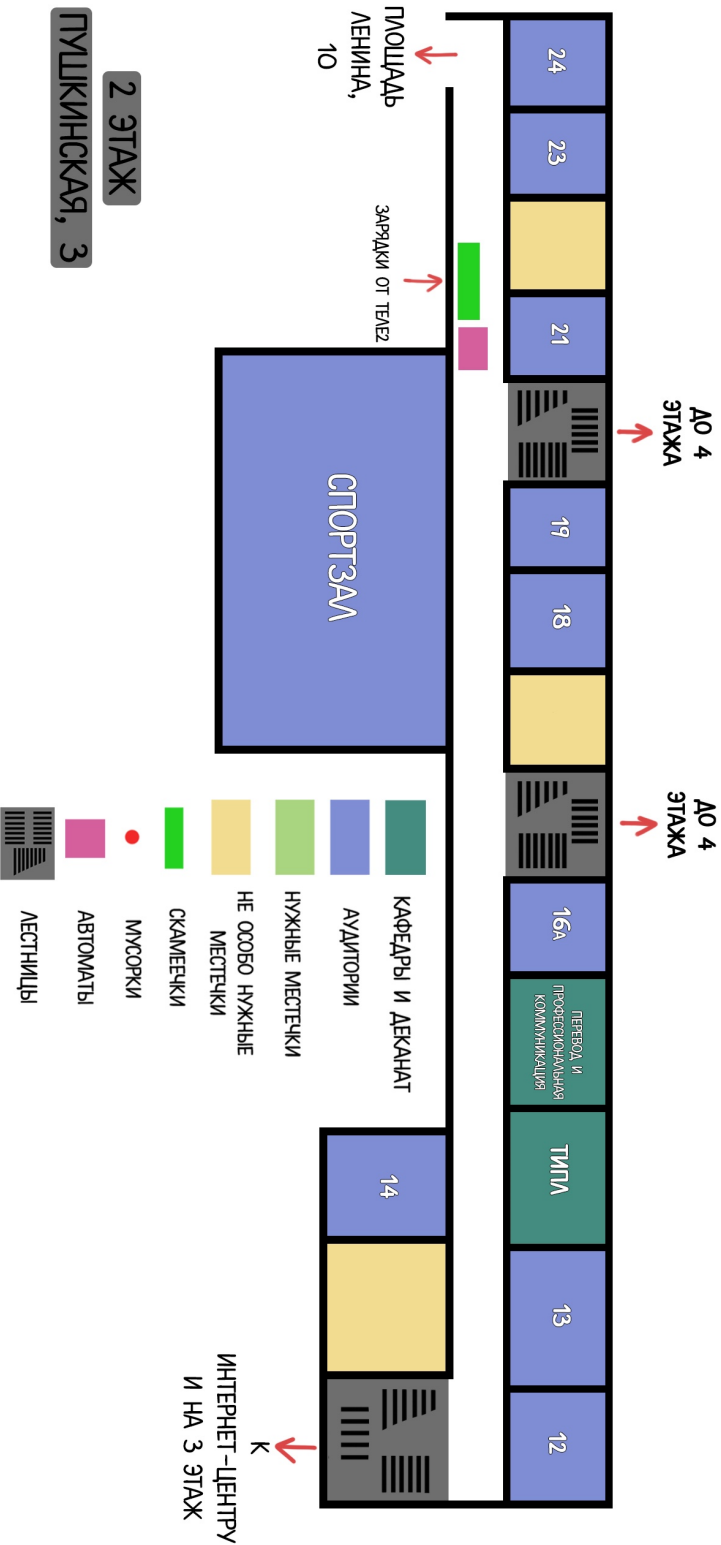 ДО 4
ЭТАЖА
ДО 4
ЭТАЖА
24
23
21
19
18
16А
ПЕРЕВОД И
ПРОФЕССИОНАЛЬНАЯ
КОММУНИКАЦИЯ
ТИПЛ
13
12
ПЛОЩАДЬ
ЛЕНИНА,
10
ЗАРЯДКИ ОТ ТЕЛЕ2
СПОРТЗАЛ
14
КАФЕДРЫ И ДЕКАНАТ
АУДИТОРИИ
НУЖНЫЕ МЕСТЕЧКИ
НЕ ОСОБО НУЖНЫЕ
МЕСТЕЧКИ
СКАМЕЕЧКИ
МУСОРКИ
АВТОМАТЫ
ЛЕСТНИЦЫ
К
ИНТЕРНЕТ-ЦЕНТРУ
И НА 3 ЭТАЖ
2 ЭТАЖ
ПУШКИНСКАЯ, 3